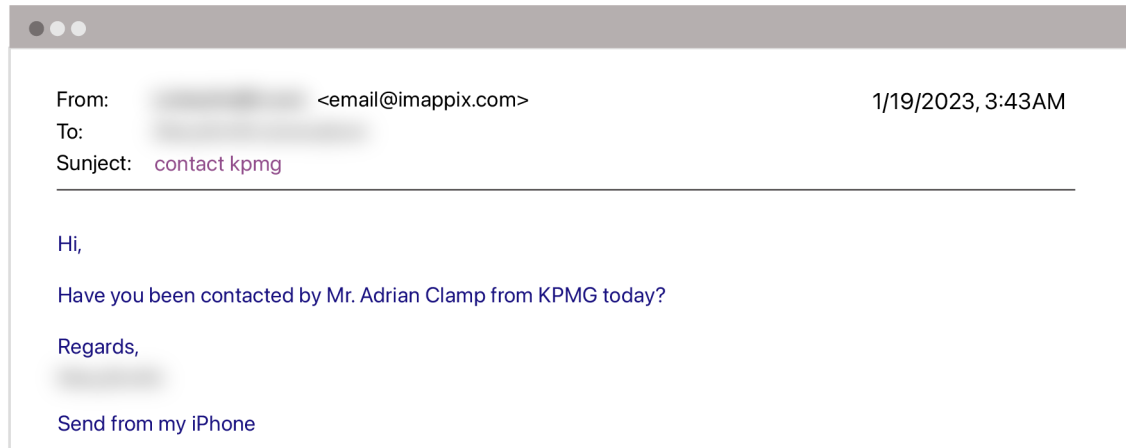 From: <email@imappix.com> 1/19/2023, 3:43AM
To:
Sunject: contact kpmg
Hi,
Have you been contacted by Mr. Adrian Clamp from KPMG today?
Regards,
Send from my iPhone